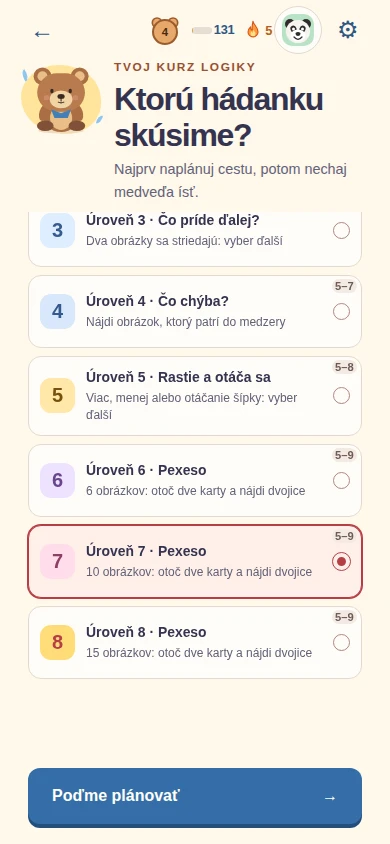 ←
4
131
5
TVOJ KURZ LOGIKY
Ktorú hádanku
skúsime?
Najprv naplánuj cestu, potom nechaj
medveďa ísť.
3
Úroveň 3 · Čo príde ďalej?
Dva obrázky sa striedajú: vyber ďalší
5–7
4
Úroveň 4 · Čo chýba?
Nájdi obrázok, ktorý patrí do medzery
5–8
5
Úroveň 5 · Rastie a otáča sa
Viac, menej alebo otáčanie šípky: vyber
ďalší
5–9
6
Úroveň 6 · Pexeso
6 obrázkov: otoč dve karty a nájdi dvojice
5–9
7
Úroveň 7 · Pexeso
10 obrázkov: otoč dve karty a nájdi dvojice
5–9
8
Úroveň 8 · Pexeso
15 obrázkov: otoč dve karty a nájdi dvojice
Poďme plánovať →